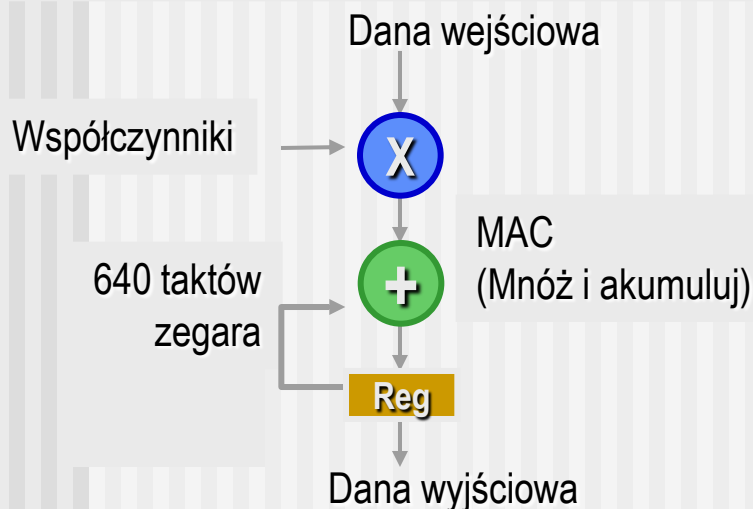 Dana wejściowa
Współczynniki
X
MAC
(Mnóż i akumuluj)
640 taktów
zegara
+
Reg
Dana wyjściowa